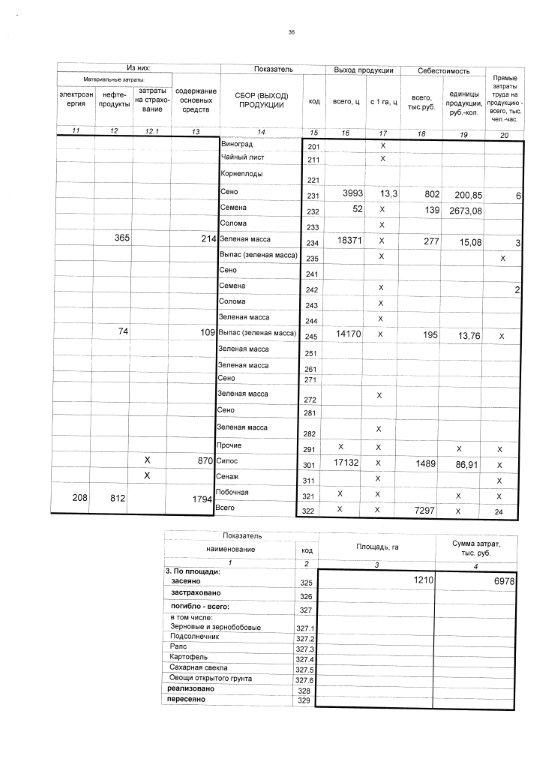 36
Из них: Показатель Выход продукции Себестоимость Прямые затраты труда на продукцию - всего, тыс. чел.-час.
Материальные затраты: содержание основных средств СБОР (ВЫХОД) ПРОДУКЦИИ код всего, ц с 1 га, ц всего, тыс.руб. единицы продукции, руб.-коп.
электроэнергия нефте-продукты затраты на страхо-вание
11 12 12.1 13 14 15 16 17 18 19 20
Виноград 201 X
Чайный лист 211 X
Корнеплоды 221
Сено 231 3993 13,3 802 200,85 6
Семена 232 52 X 139 2673,08
Солома 233 X
365 214 Зеленая масса 234 18371 X 277 15,08 3
Выпас (зеленая масса) 235 X X
Сено 241
Семена 242 X 2
Солома 243 X
Зеленая масса 244 X
74 109 Выпас (зеленая масса) 245 14170 X 195 13,76 X
Зеленая масса 251
Зеленая масса 261
Сено 271
Зеленая масса 272 X
Сено 281
Зеленая масса 282 X
Прочие 291 X X X X
X 870 Силос 301 17132 X 1489 86,91 X
X Сенаж 311 X X
Побочная 321 X X X X
208 812 1794 Всего 322 X X 7297 X 24
Показатель Площадь, га Сумма затрат, тыс. руб.
наименование код
1 2 3 4
3. По площади:
засеяно 325 1210 6978
застраховано 326
погибло - всего: 327
в том числе:
Зерновые и зернобобовые 327.1
Подсолнечник 327.2
Рапс 327.3
Картофель 327.4
Сахарная свекла 327.5
Овощи открытого грунта 327.6
реализовано 328
пересеяно 329